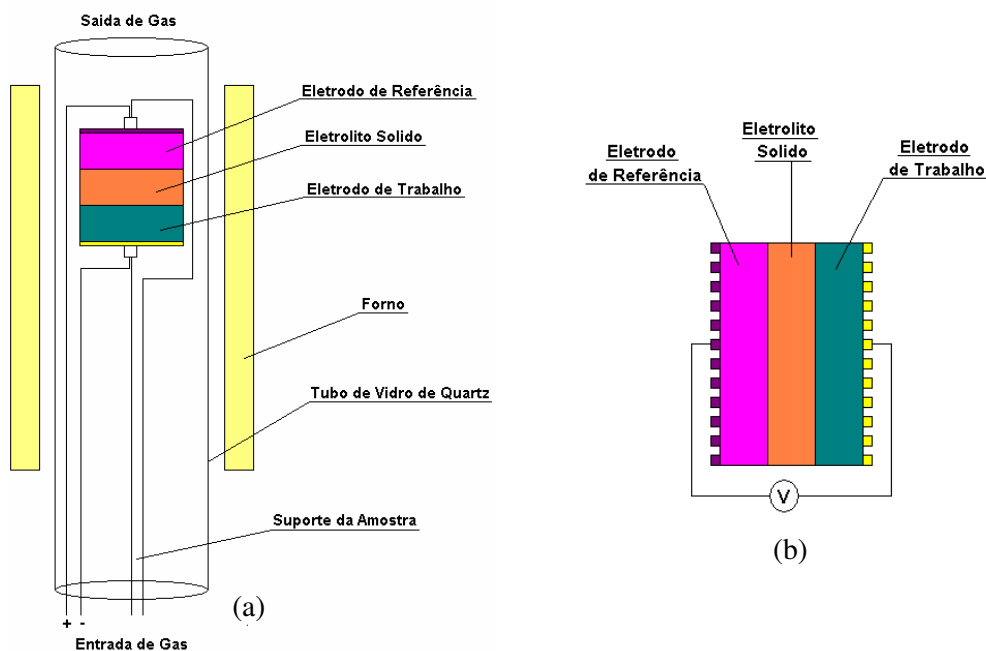 Saida de Gas
Eletrodo de Referência
Eletrolito Solido
Eletrodo de Trabalho
Forno
Tubo de Vidro de Quartz
Suporte da Amostra
(a)
+ -
Entrada de Gas
Eletrodo
de Referência
Eletrolito
Solido
Eletrodo
de Trabalho
V
(b)